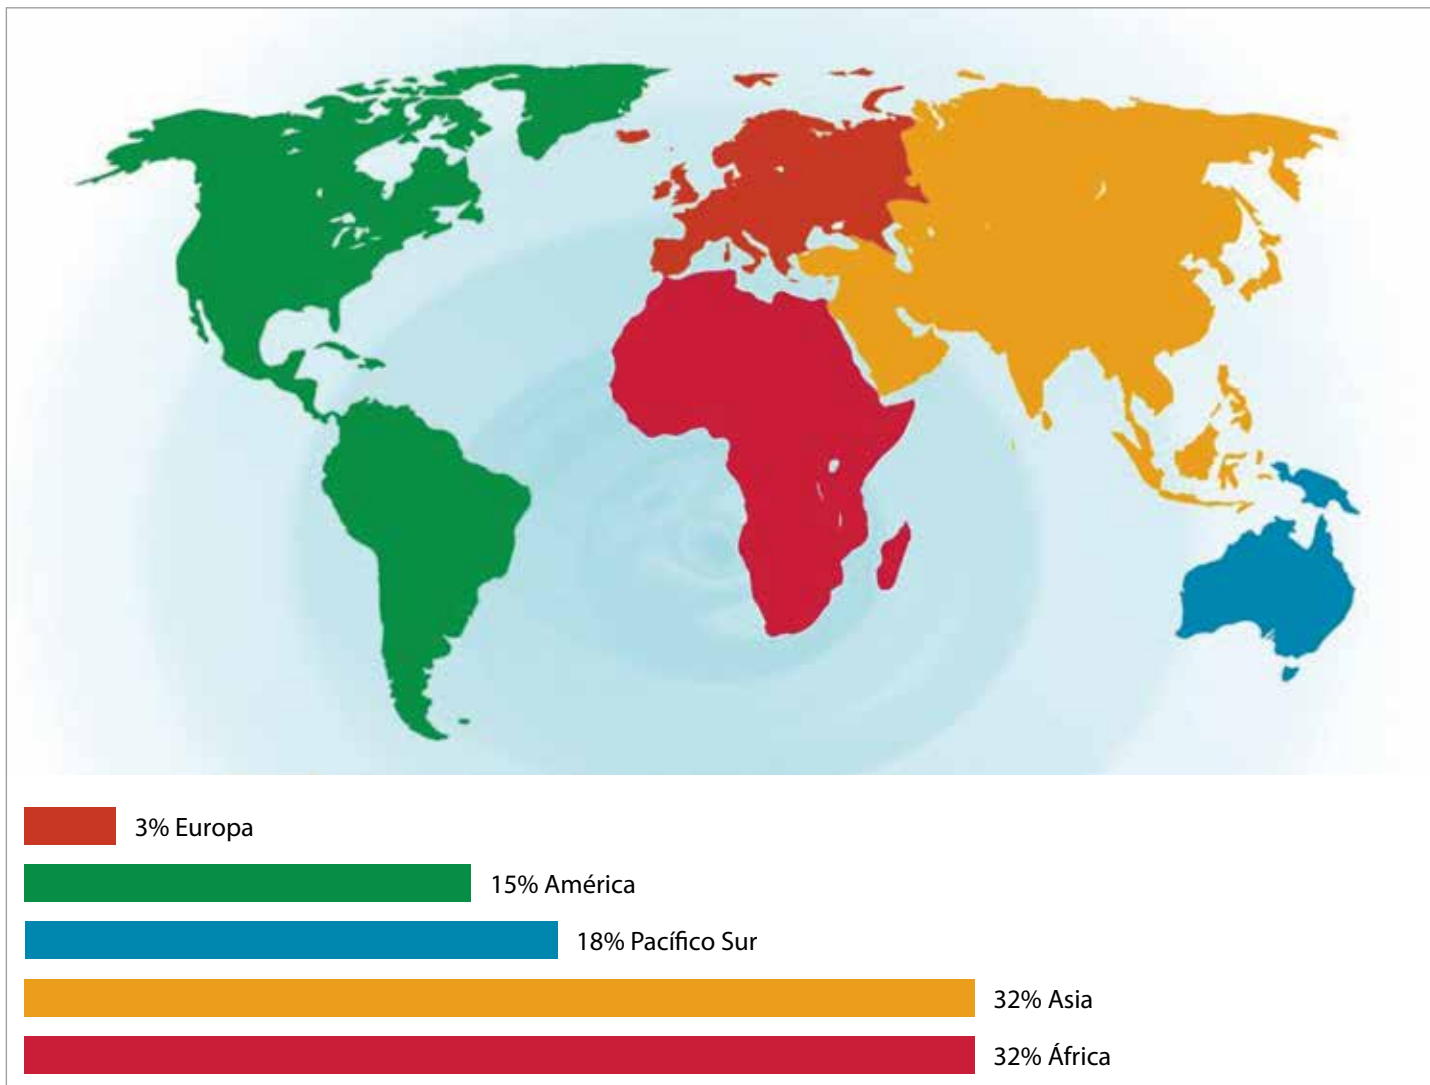 3% Europa
15% América
18% Pacífico Sur
32% Asia
32% África